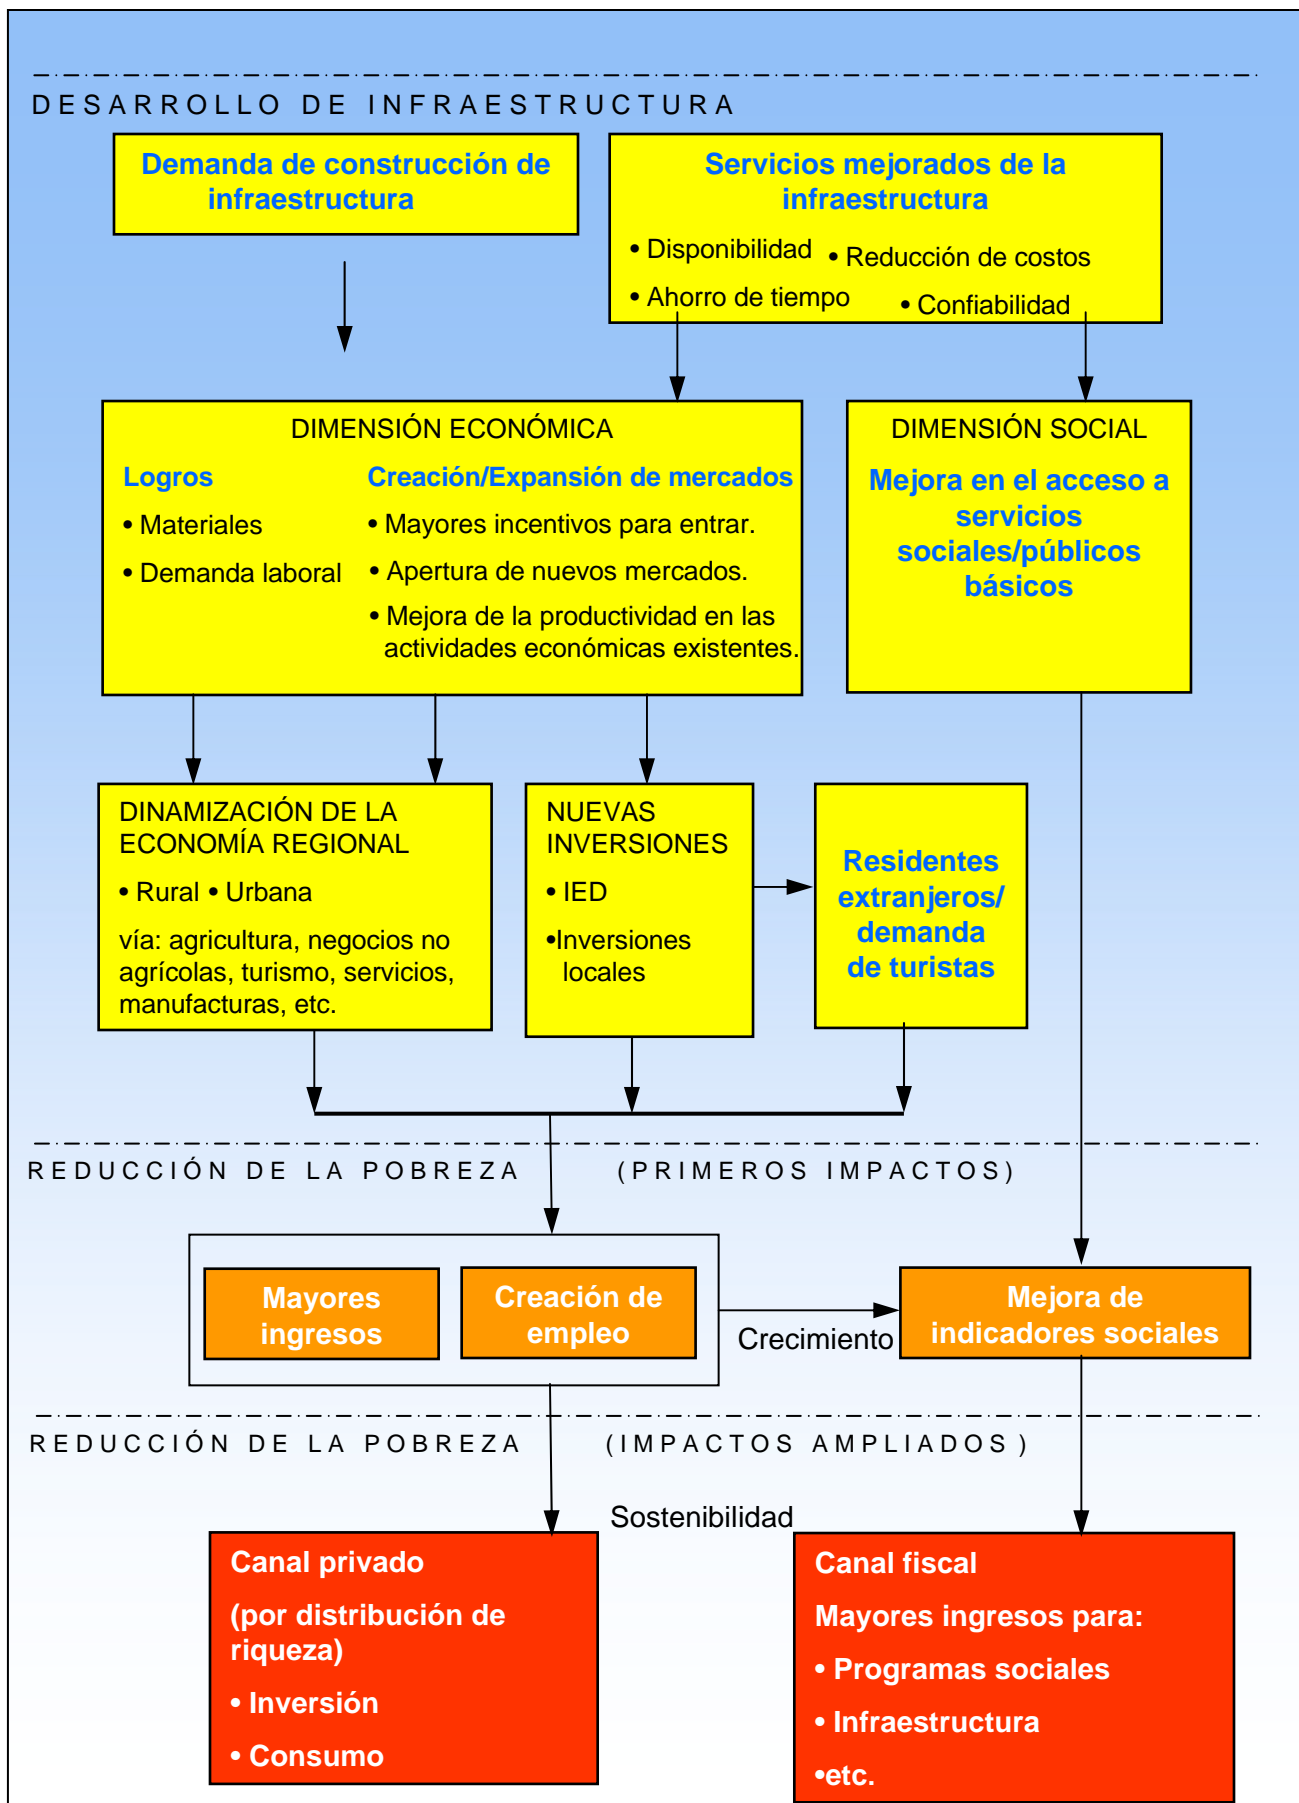 DESARROLLO DE INFRAESTRUCTURA
Demanda de construcción de
infraestructura
Servicios mejorados de la
infraestructura
• Disponibilidad
• Reducción de costos
• Ahorro de tiempo
• Confiabilidad
DIMENSIÓN ECONÓMICA
Logros
• Materiales
• Demanda laboral
Creación/Expansión de mercados
• Mayores incentivos para entrar.
• Apertura de nuevos mercados.
• Mejora de la productividad en las
actividades económicas existentes.
DIMENSIÓN SOCIAL
Mejora en el acceso a
servicios
sociales/públicos
básicos
DINAMIZACIÓN DE LA
ECONOMÍA REGIONAL
• Rural • Urbana
vía: agricultura, negocios no
agrícolas, turismo, servicios,
manufacturas, etc.
NUEVAS
INVERSIONES
• IED
•Inversiones
locales
Residentes
extranjeros/
demanda
de turistas
REDUCCIÓN DE LA POBREZA (PRIMEROS IMPACTOS)
Mayores
ingresos
Creación de
empleo
Crecimiento
Mejora de
indicadores sociales
REDUCCIÓN DE LA POBREZA (IMPACTOS AMPLIADOS)
Sostenibilidad
Canal privado
(por distribución de
riqueza)
• Inversión
• Consumo
Canal fiscal
Mayores ingresos para:
• Programas sociales
• Infraestructura
•etc.